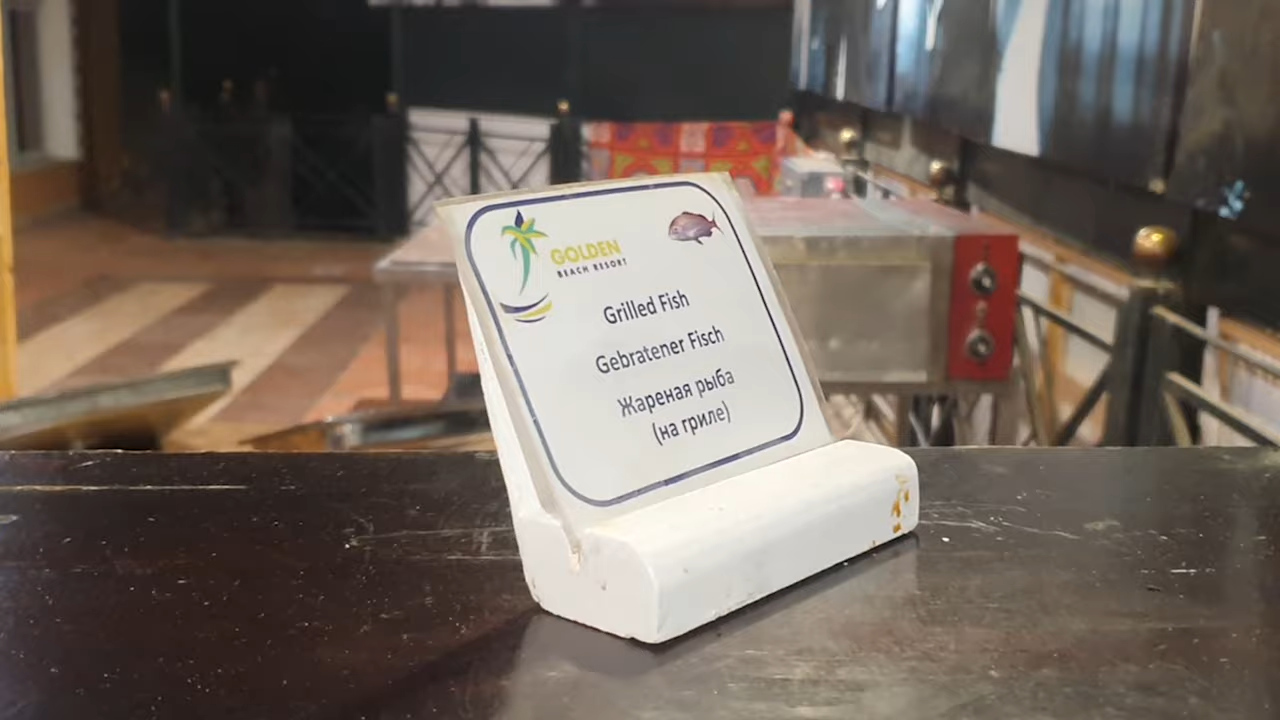 GOLDEN
BEACH RESORT
Grilled Fish
Gebratener Fisch
Жареная рыба
(на гриле)